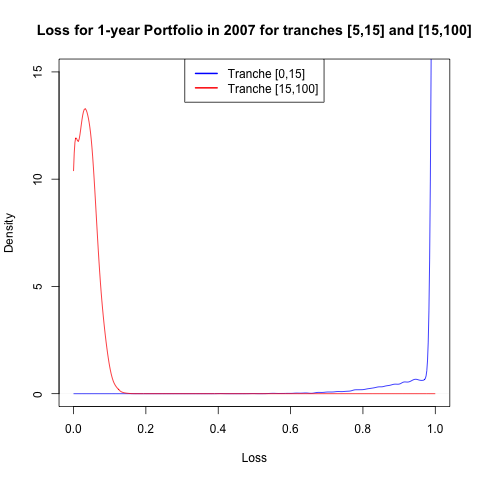 Loss for 1-year Portfolio in 2007 for tranches [5,15] and [15,100]
Tranche [0,15]
Tranche [15,100]
Density
15
10
5
0
0.0 0.2 0.4 0.6 0.8 1.0
Loss